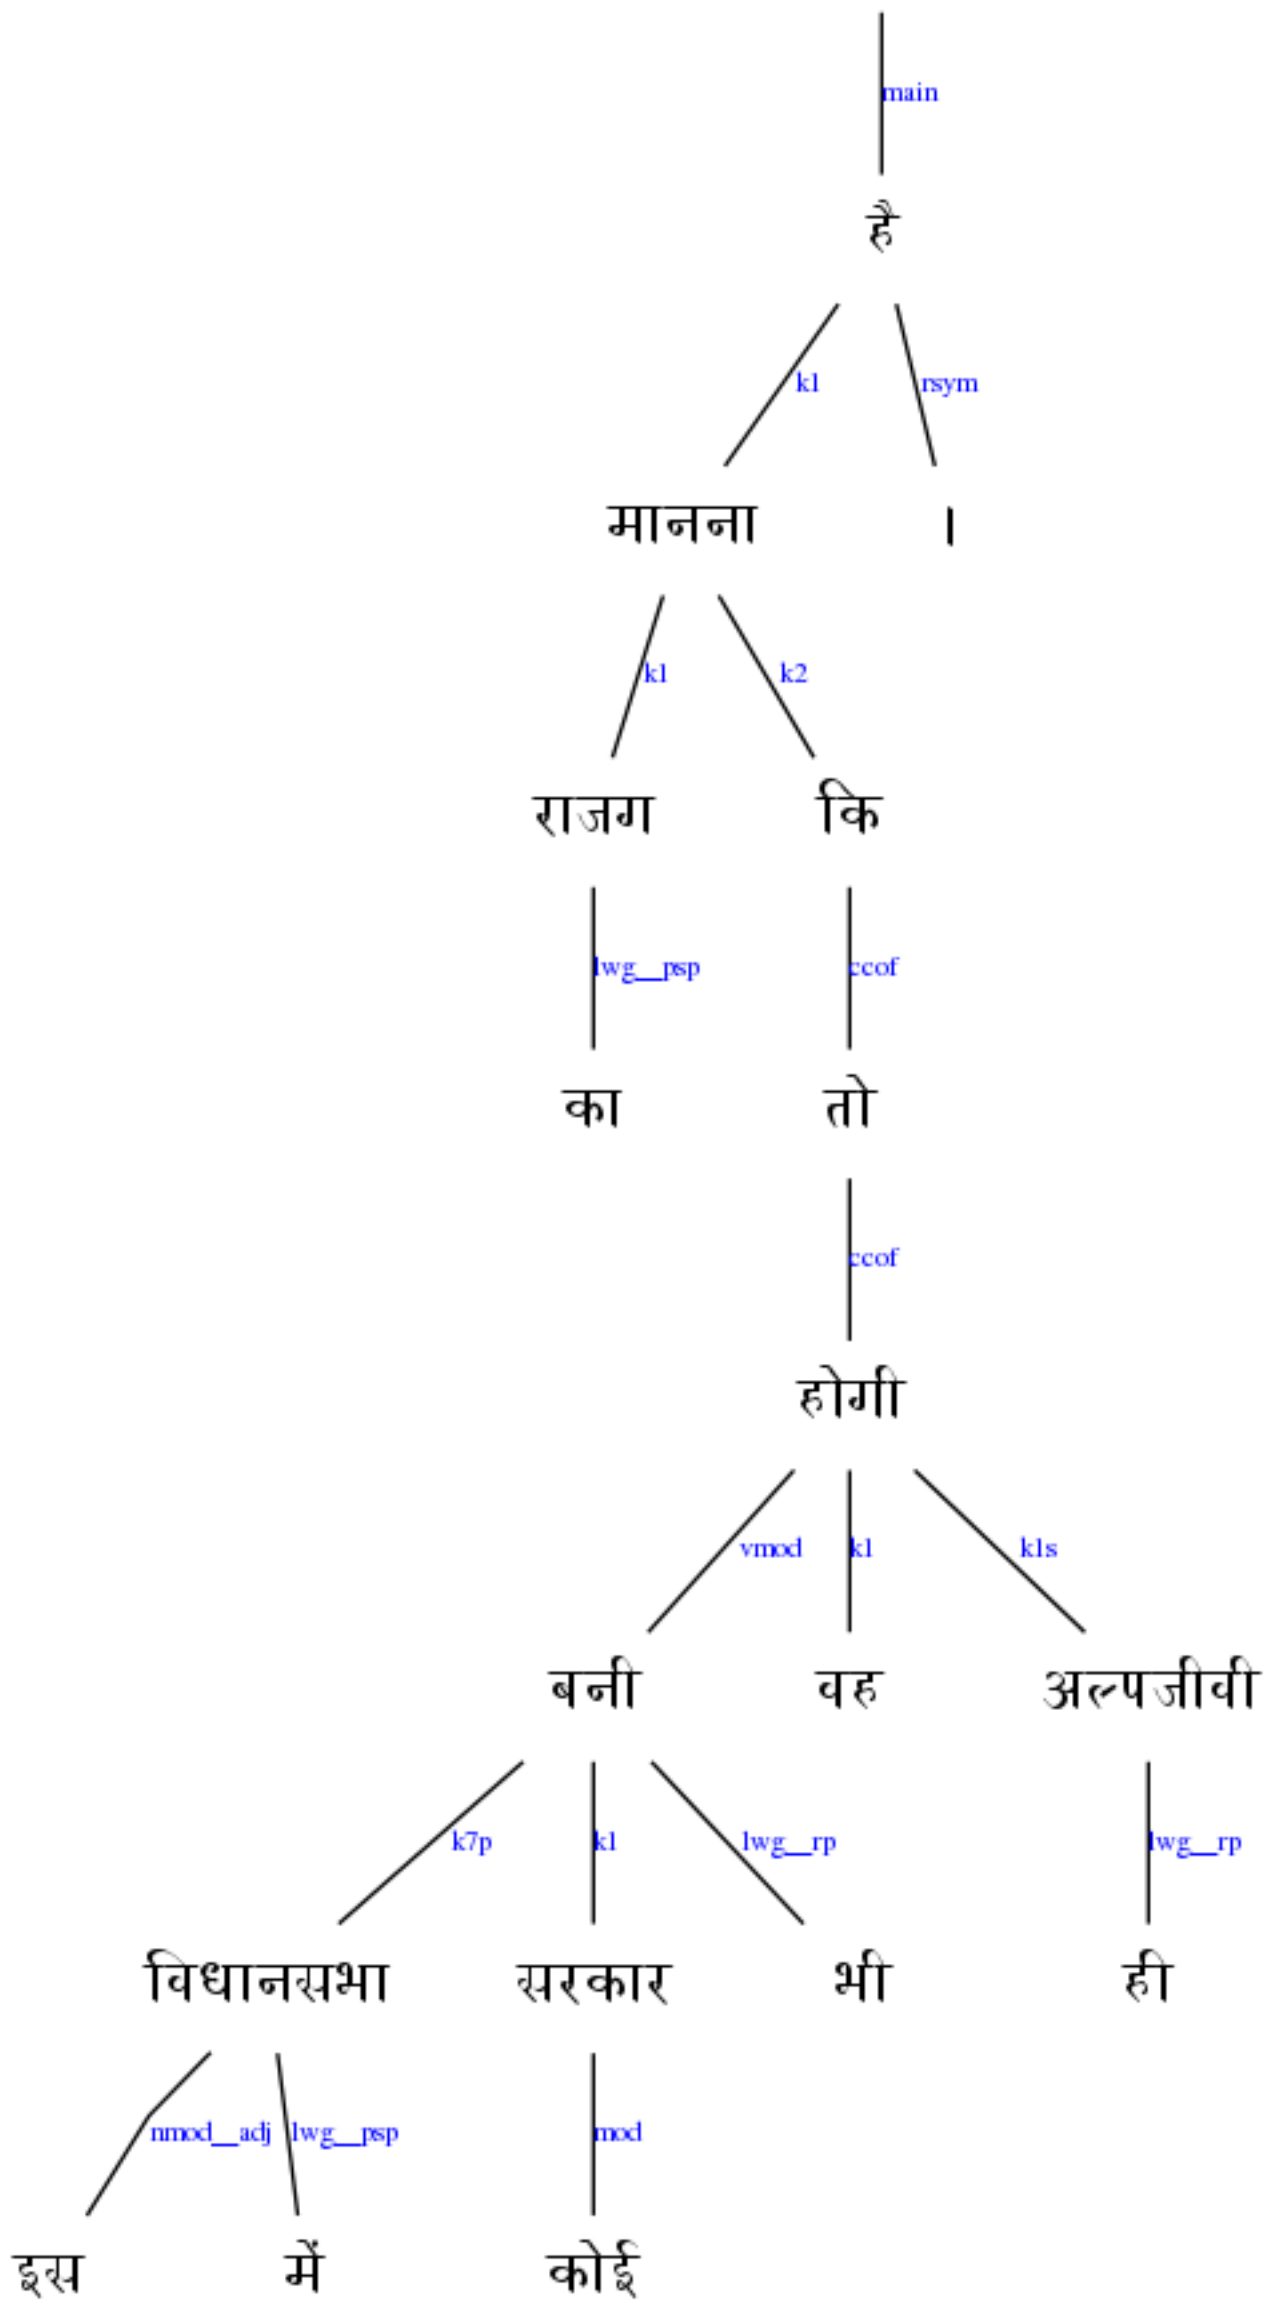 main
है
k1 rsym
मानना ।
k1 k2
राजग कि
lwg__psp ccof
का तो
ccof
होगी
vmod k1 k1s
बनी वह अल्पजीवी
k7p k1 lwg__rp lwg__rp
विधानसभा सरकार भी ही
nmod__adj lwg__psp mod
इस में कोई